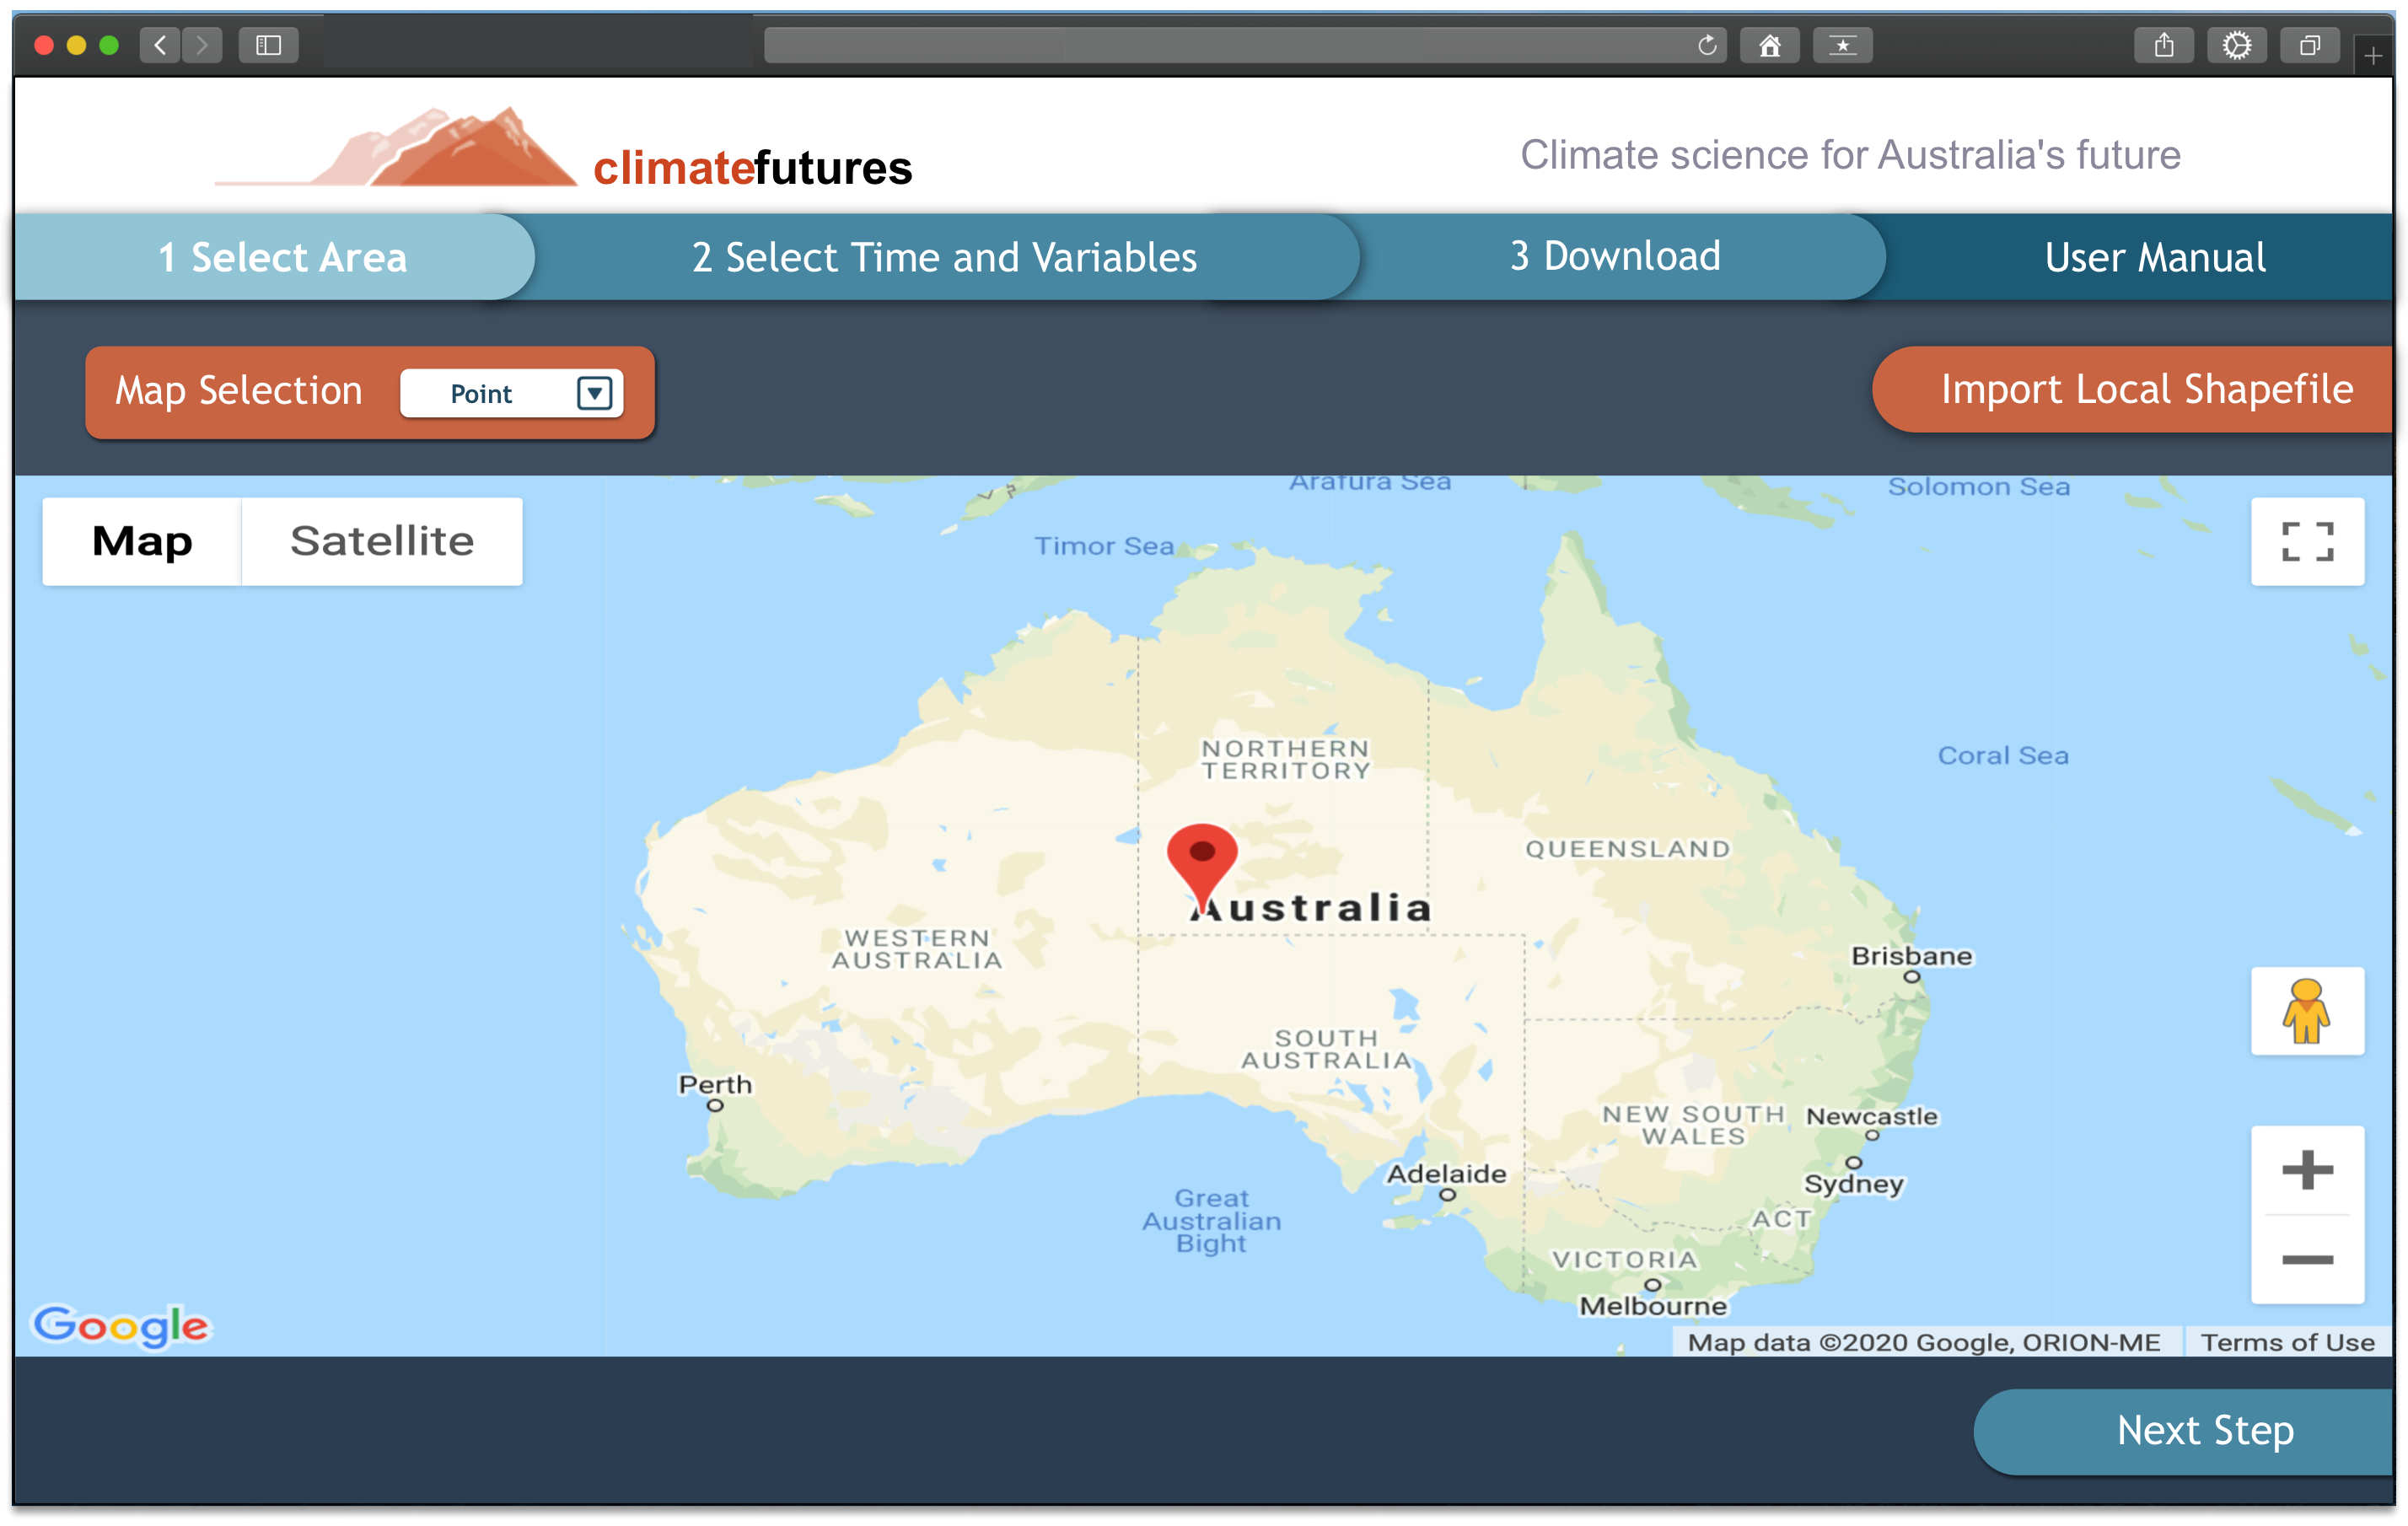 climatefutures
Climate science for Australia's future
1 Select Area
2 Select Time and Variables
3 Download
User Manual
Map Selection
Point
Import Local Shapefile
Map
Satellite
Arafura Sea
Solomon Sea
Timor Sea
NORTHERN
TERRITORY
Coral Sea
QUEENSLAND
Australia
WESTERN
AUSTRALIA
Brisbane
SOUTH
AUSTRALIA
Perth
NEW SOUTH
WALES
Newcastle
Adelaide
Sydney
Great
Australian
Bight
ACT
VICTORIA
Melbourne
Google
Map data ©2020 Google, ORION-ME
Terms of Use
Next Step